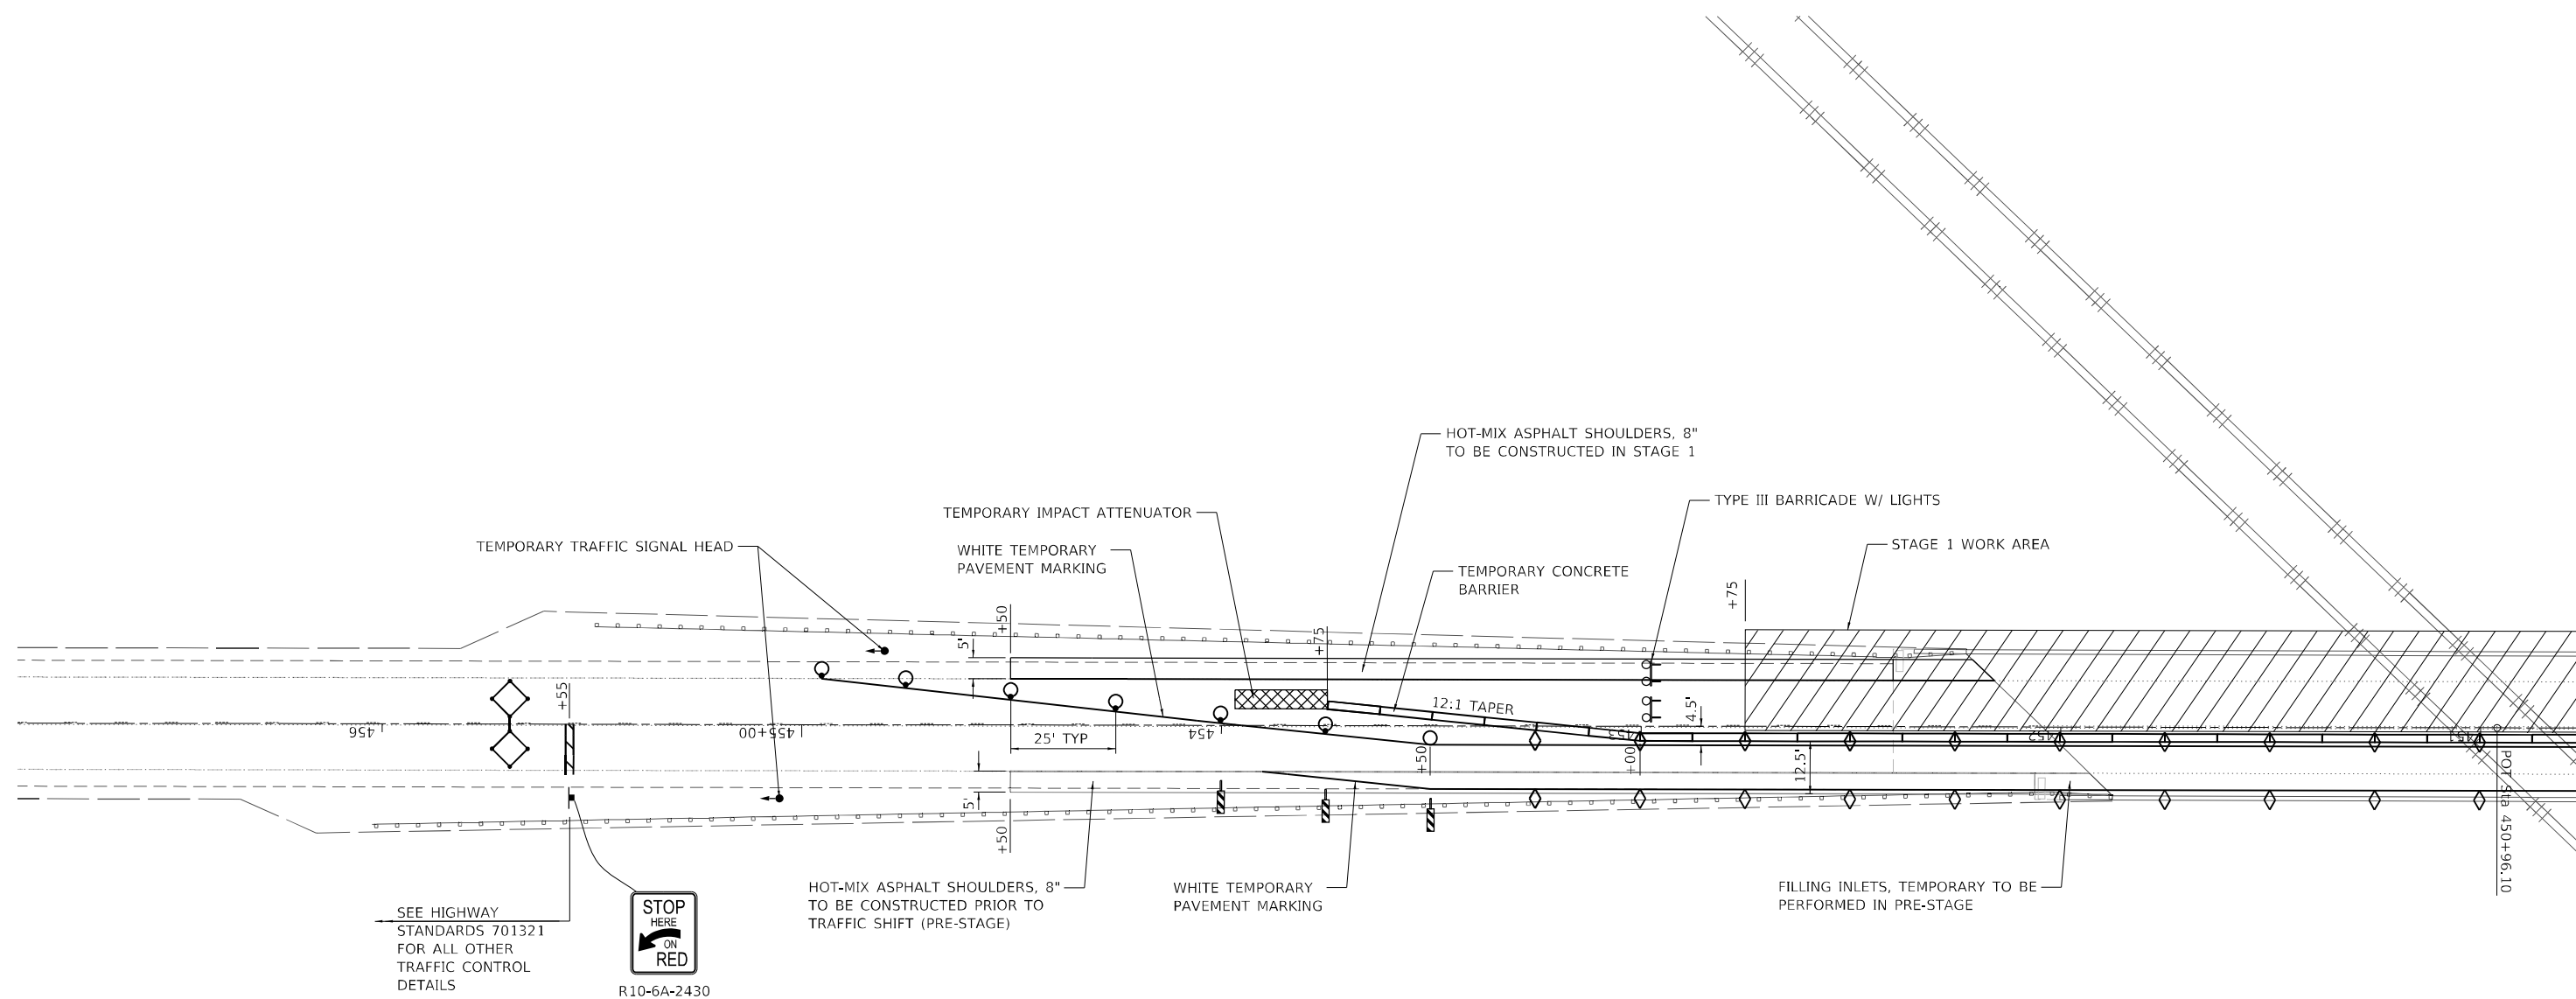 HOT-MIX ASPHALT SHOULDERS, 8"
TO BE CONSTRUCTED IN STAGE 1
TYPE III BARRICADE W/ LIGHTS
TEMPORARY IMPACT ATTENUATOR
TEMPORARY TRAFFIC SIGNAL HEAD
WHITE TEMPORARY
PAVEMENT MARKING
STAGE 1 WORK AREA
TEMPORARY CONCRETE
BARRIER
+75
+50
+75
5'
+55
12:1 TAPER
4.5'
456
455+00
454
453
452
451
25' TYP
+50
+00
12.5'
5'
+50
POT Sta 450+96.10
HOT-MIX ASPHALT SHOULDERS, 8"
TO BE CONSTRUCTED PRIOR TO
TRAFFIC SHIFT (PRE-STAGE)
WHITE TEMPORARY
PAVEMENT MARKING
FILLING INLETS, TEMPORARY TO BE
PERFORMED IN PRE-STAGE
SEE HIGHWAY
STANDARDS 701321
FOR ALL OTHER
TRAFFIC CONTROL
DETAILS
STOP
HERE
ON
RED
R10-6A-2430